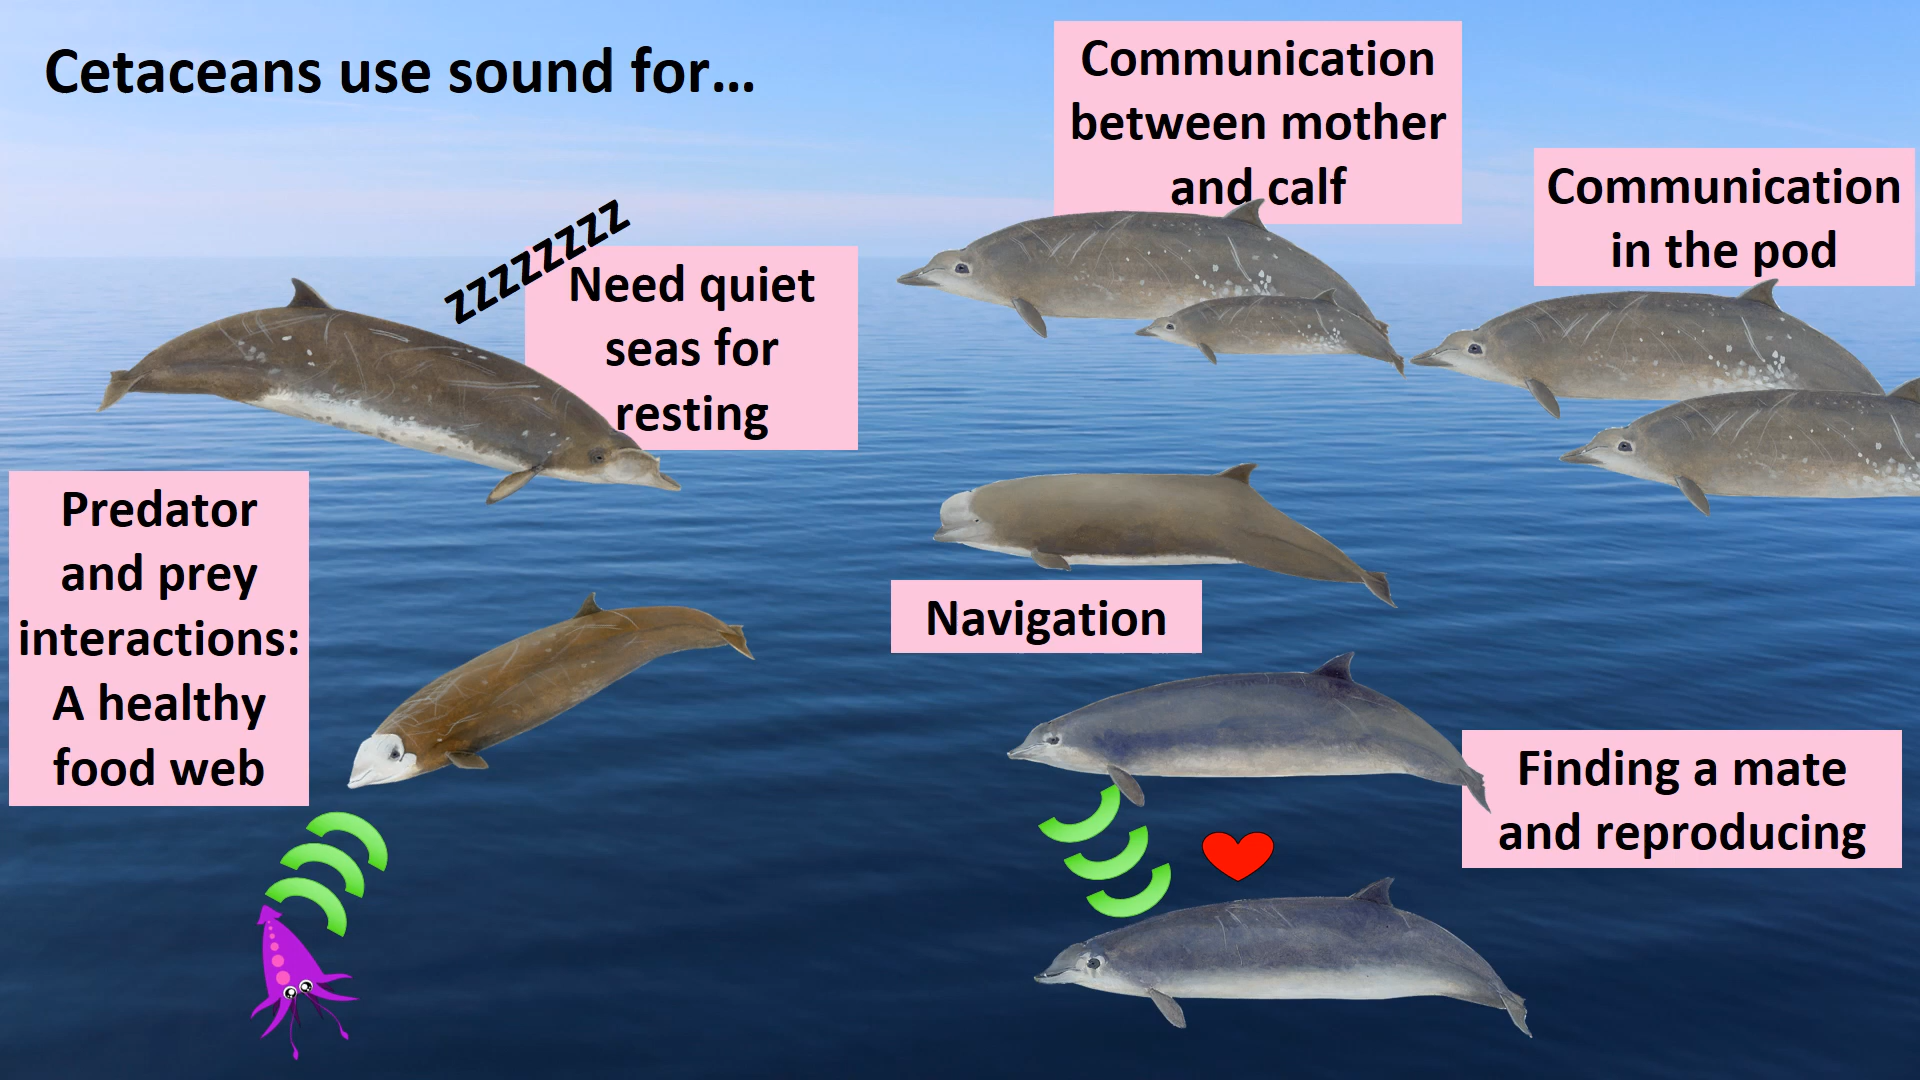 Cetaceans use sound for…
Communication
between mother
and calf
Communication
in the pod
zzzzzzzz
Need quiet
seas for
resting
Predator
and prey
interactions:
A healthy
food web
Navigation
Finding a mate
and reproducing